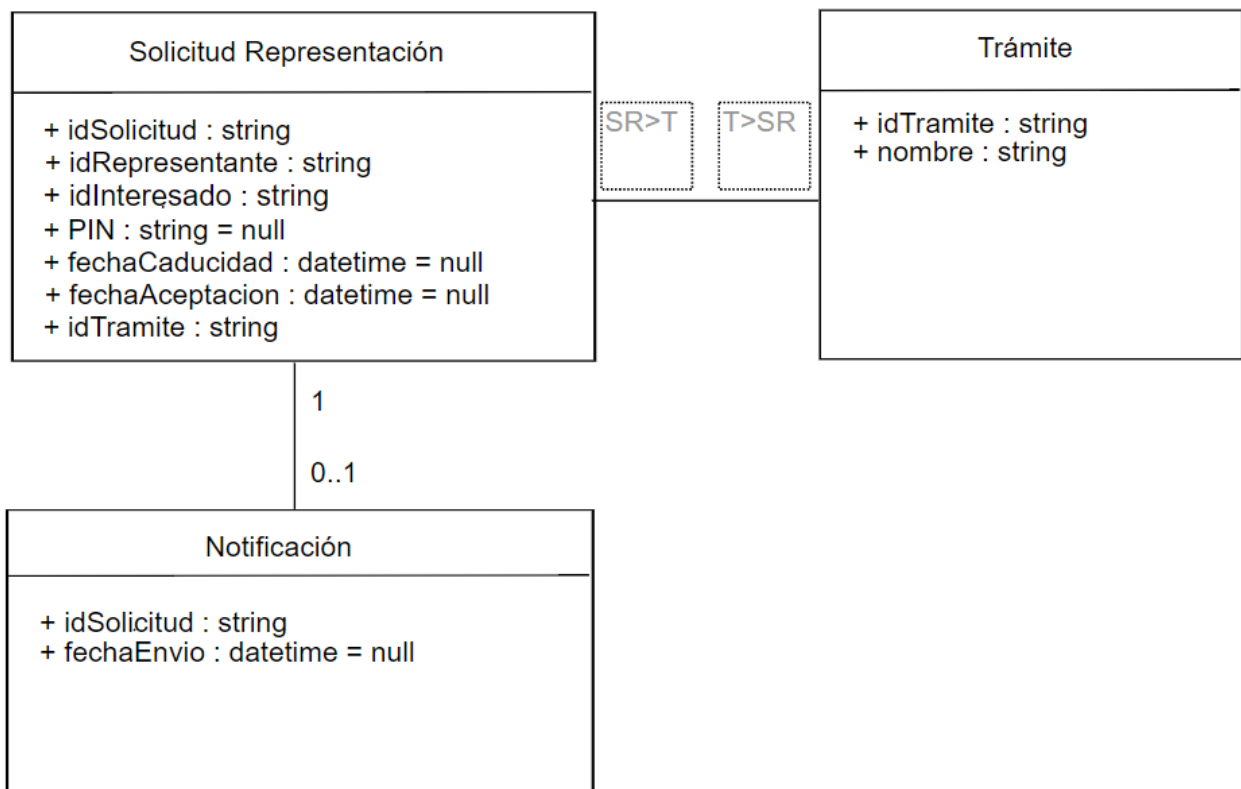 Solicitud Representación
+ idSolicitud : string
+ idRepresentante : string
+ idInteresado : string
+ PIN : string = null
+ fechaCaducidad : datetime = null
+ fechaAceptacion : datetime = null
+ idTramite : string
SR>T
T>SR
Trámite
+ idTramite : string
+ nombre : string
1
0..1
Notificación
+ idSolicitud : string
+ fechaEnvio : datetime = null